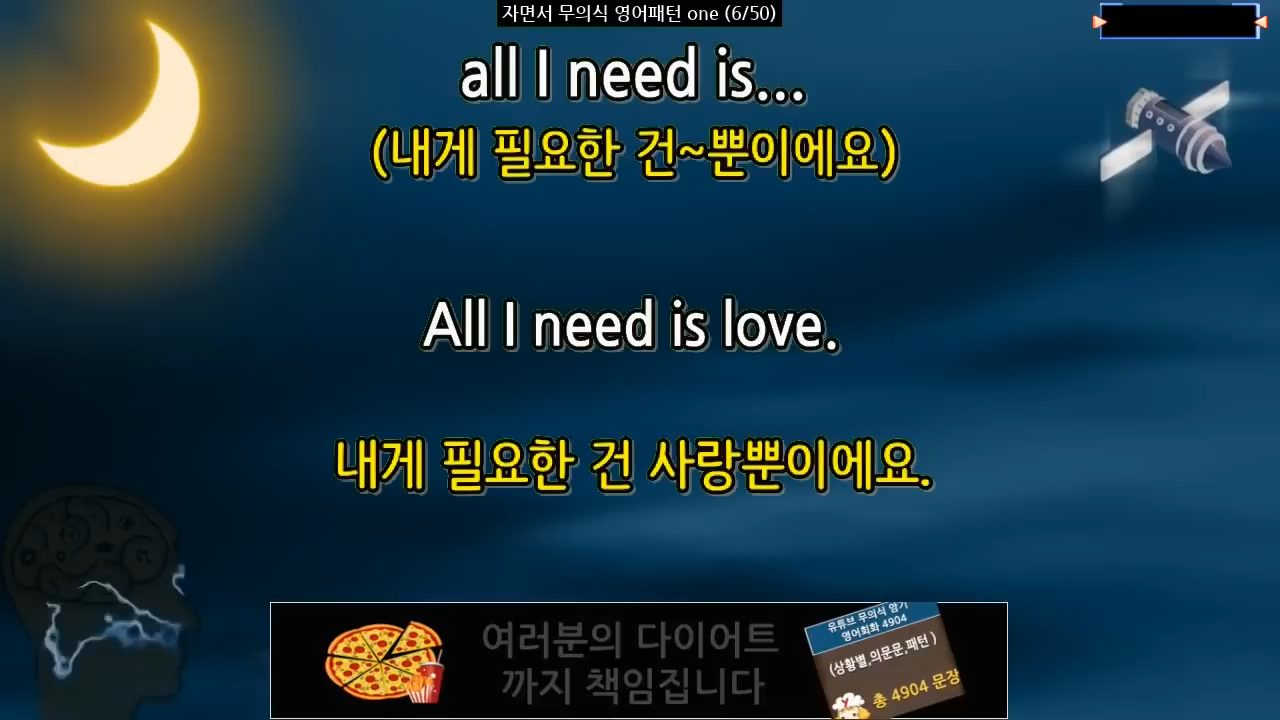 자면서 무의식 영어패턴 one (6/50)
all I need is...
(내게 필요한 건~뿐이에요)
All I need is love.
내게 필요한 건 사랑뿐이에요.
여러분의 다이어트
까지 책임집니다
유튜브 무의식 암기
영어회화 4904
(상황별,의문문,패턴 )
총 4904 문장